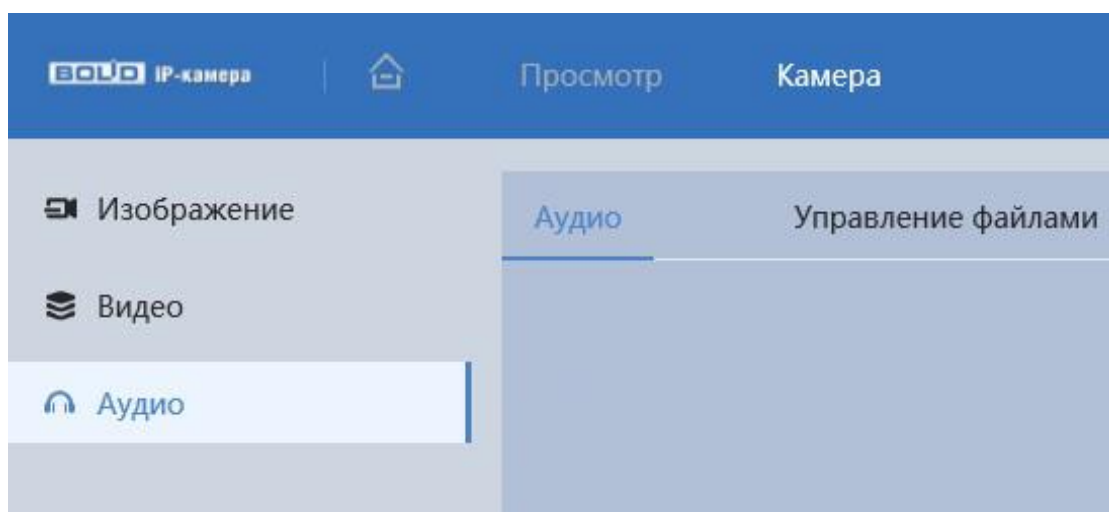 BOLID IP-камера Просмотр Камера
Изображение
Аудио Управление файлами
Видео
Аудио